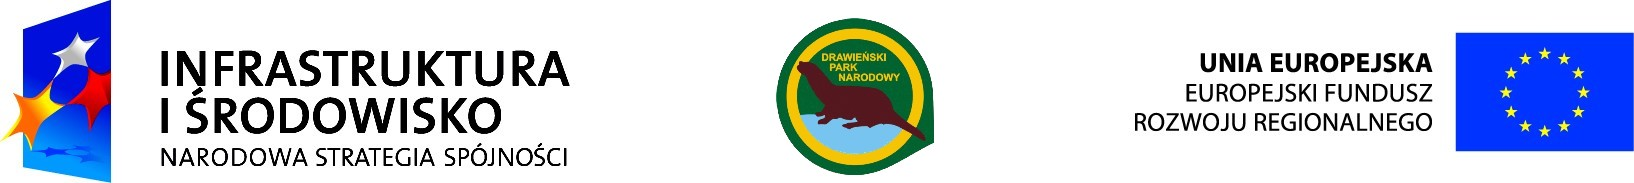 INFRASTRUKTURA
I ŚRODOWISKO
NARODOWA STRATEGIA SPÓJNOŚCI
DRAWIEŃSKI
PARK
NARODOWY
UNIA EUROPEJSKA
EUROPEJSKI FUNDUSZ
ROZWOJU REGIONALNEGO